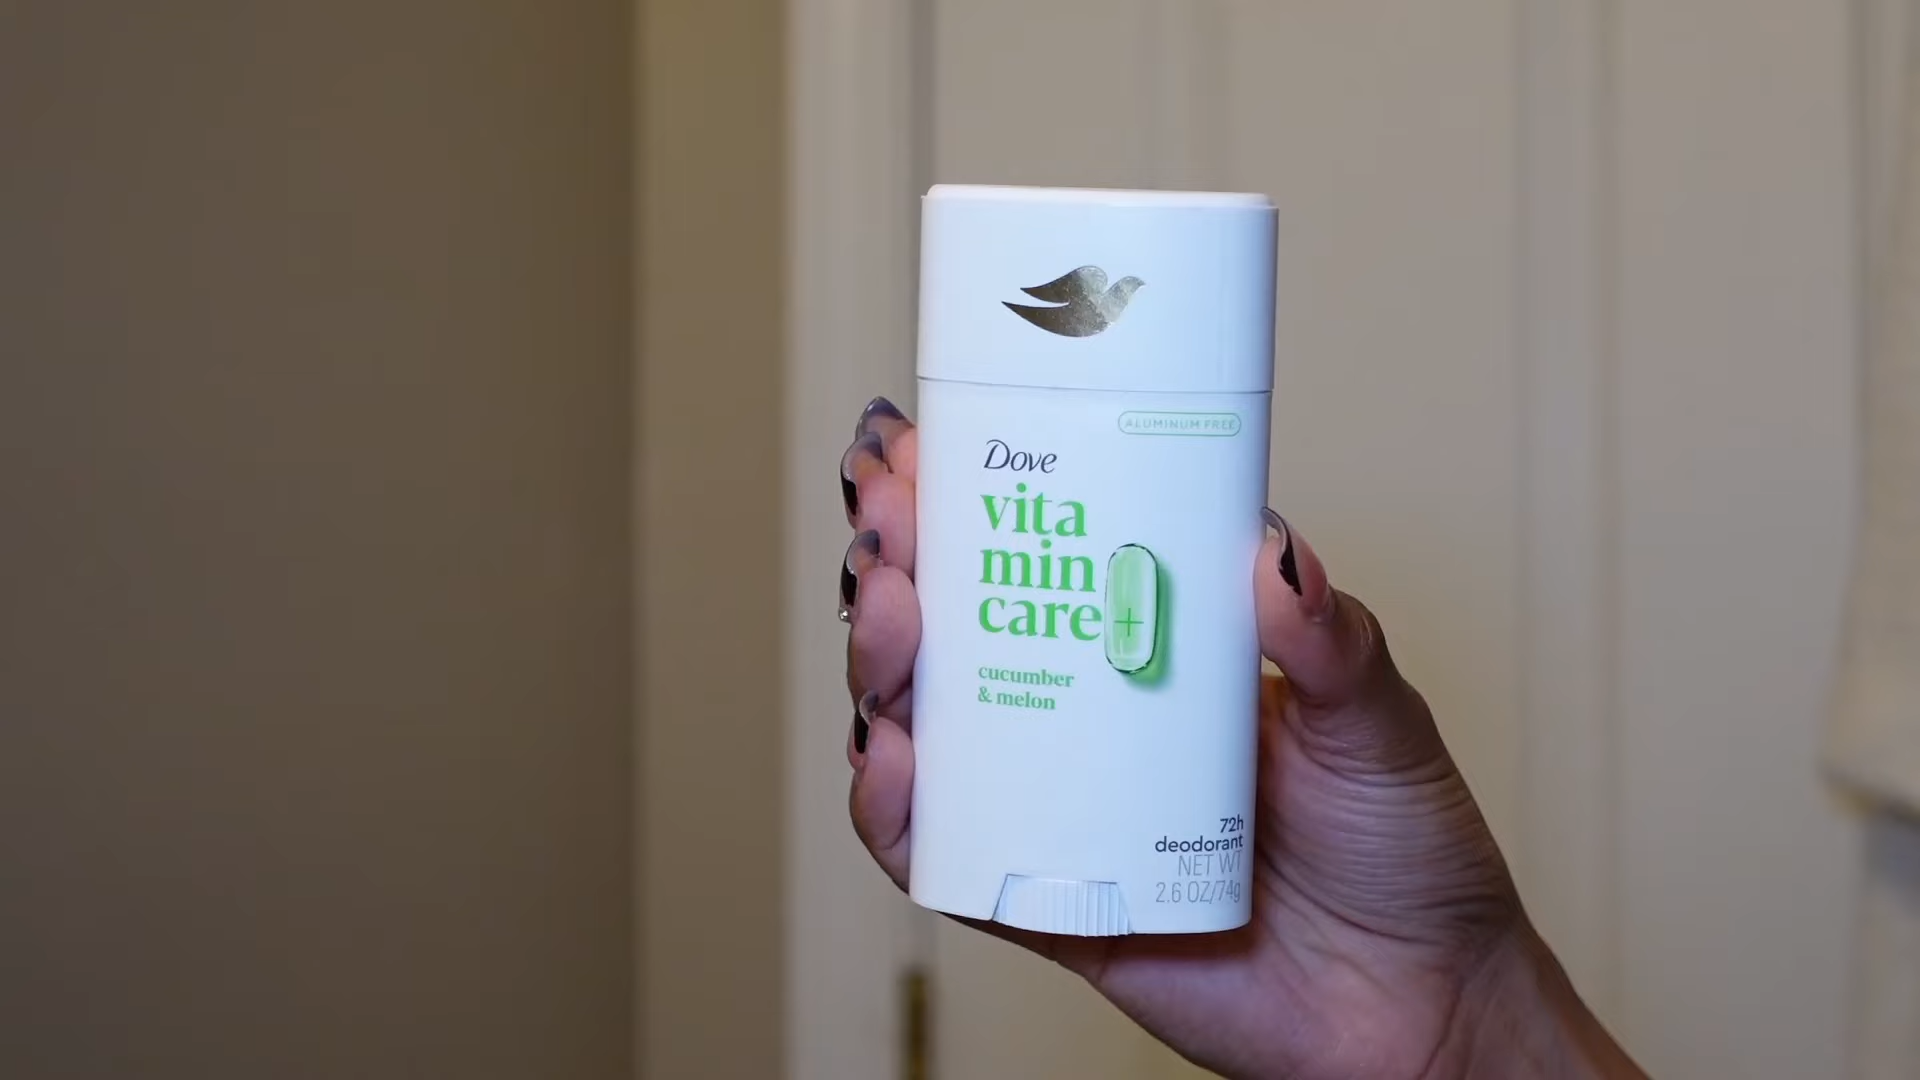 ALUMINUM FREE
Dove
vita
min
care+
cucumber
& melon
72h
deodorant
NET WT
2.6 OZ/74g